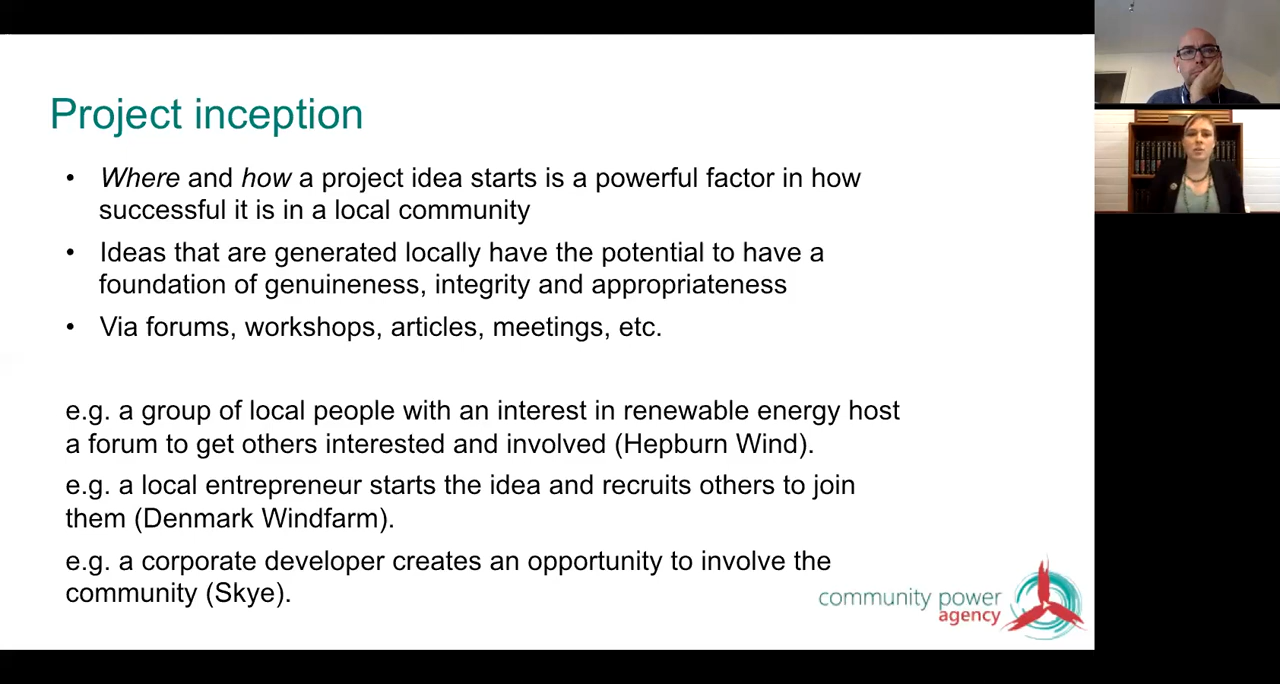 Project inception
• Where and how a project idea starts is a powerful factor in how
successful it is in a local community
• Ideas that are generated locally have the potential to have a
foundation of genuineness, integrity and appropriateness
• Via forums, workshops, articles, meetings, etc.
e.g. a group of local people with an interest in renewable energy host
a forum to get others interested and involved (Hepburn Wind).
e.g. a local entrepreneur starts the idea and recruits others to join
them (Denmark Windfarm).
e.g. a corporate developer creates an opportunity to involve the
community (Skye).
community power
agency